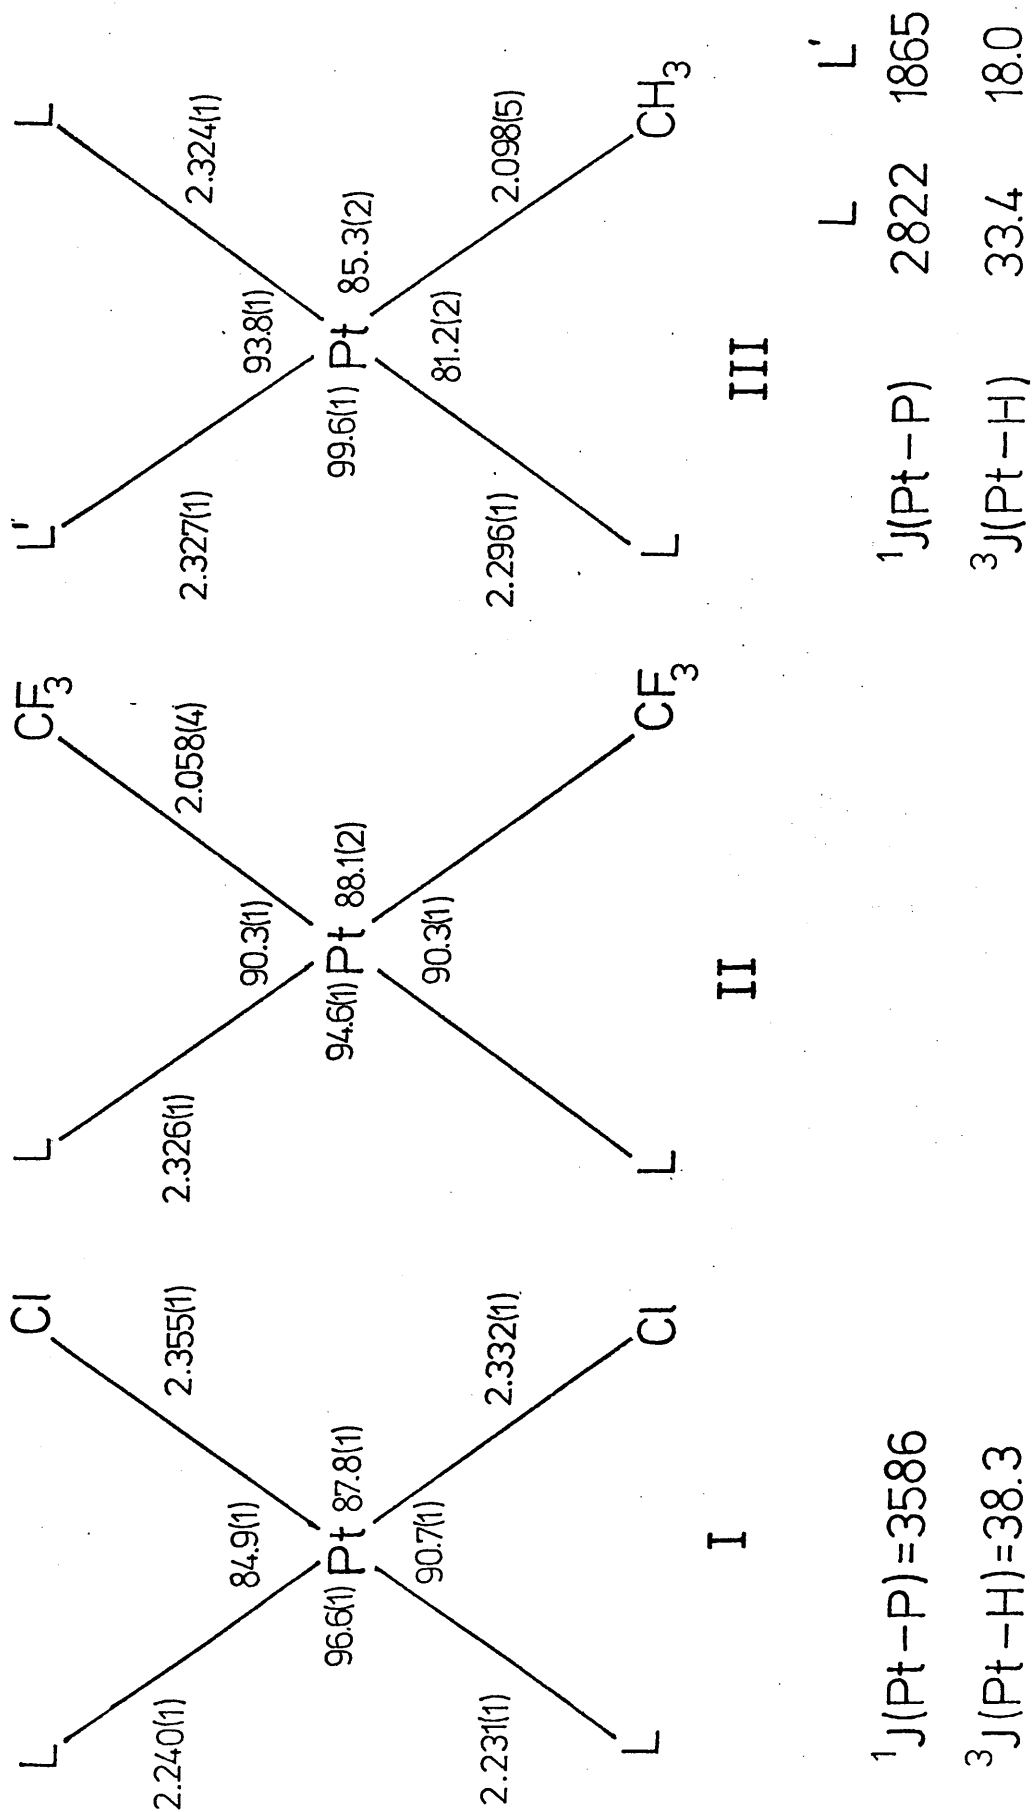 L
Cl
2.240(1)
2.355(1)
84.9(1)
96.6(1)
Pt
87.8(1)
90.7(1)
2.231(1)
2.332(1)
L
Cl
I
¹J(Pt–P)=3586
³J(Pt–H)=38.3
L
CF₃
2.326(1)
2.058(4)
90.3(1)
94.6(1)
Pt
88.1(2)
90.3(1)
L
CF₃
II
L'
L
2.327(1)
2.324(1)
93.8(1)
99.6(1)
Pt
85.3(2)
81.2(2)
2.296(1)
2.098(5)
L
CH₃
III
L L'
¹J(Pt–P) 2822 1865
³J(Pt–H) 33.4 18.0